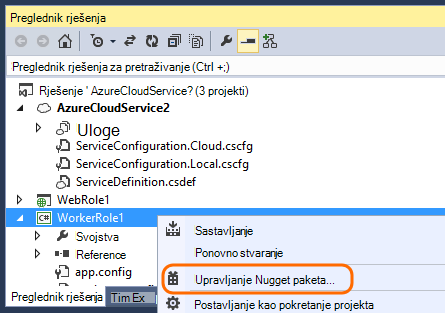 Preglednik rješenja
Preglednik rješenja za pretraživanje (Ctrl +;)
Rješenje ' AzureCloudService? (3 projekti)
AzureCloudService2
Uloge
ServiceConfiguration.Cloud.cscfg
ServiceConfiguration.Local.cscfg
ServiceDefinition.csdef
WebRole1
C# WorkerRole1
Svojstva
Reference
app.config
Sastavljanje
Ponovno stvaranje
Upravljanje Nugget paketa...
Postavljanje kao pokretanje projekta
Preglednik rješenja Tim Ex